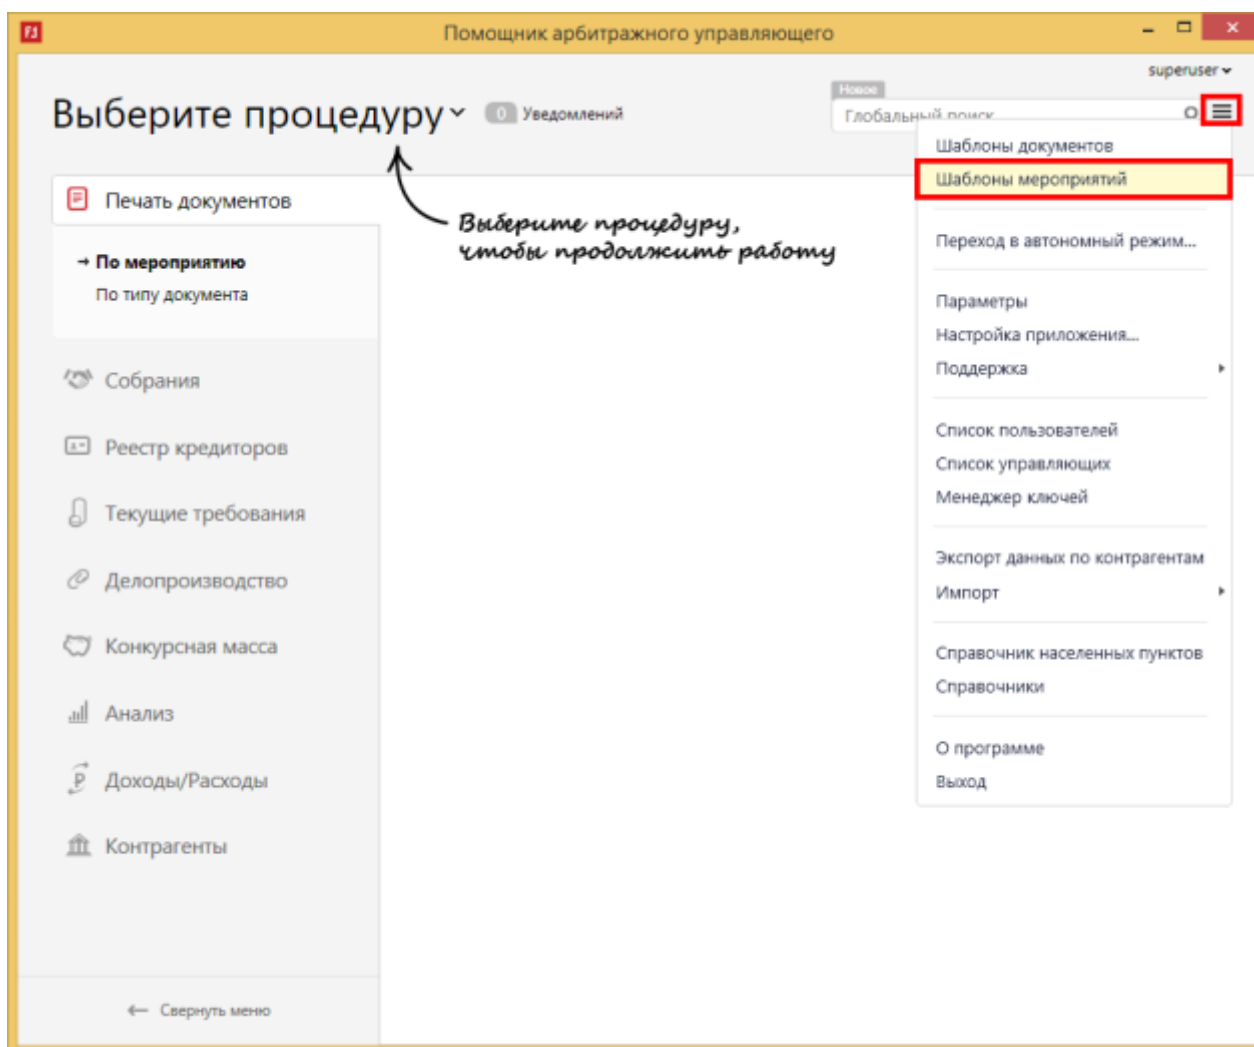 Помощник арбитражного управляющего
superuser
Выберите процедуру
0 Уведомлений
Новое
Глобальный поиск
Шаблоны документов
Шаблоны мероприятий
Переход в автономный режим...
Параметры
Настройка приложения...
Поддержка
Список пользователей
Список управляющих
Менеджер ключей
Экспорт данных по контрагентам
Импорт
Справочник населенных пунктов
Справочники
О программе
Выход
Выберите процедуру,
чтобы продолжить работу
Печать документов
→ По мероприятию
По типу документа
Собрания
Реестр кредиторов
Текущие требования
Делопроизводство
Конкурсная масса
Анализ
Доходы/Расходы
Контрагенты
← Свернуть меню